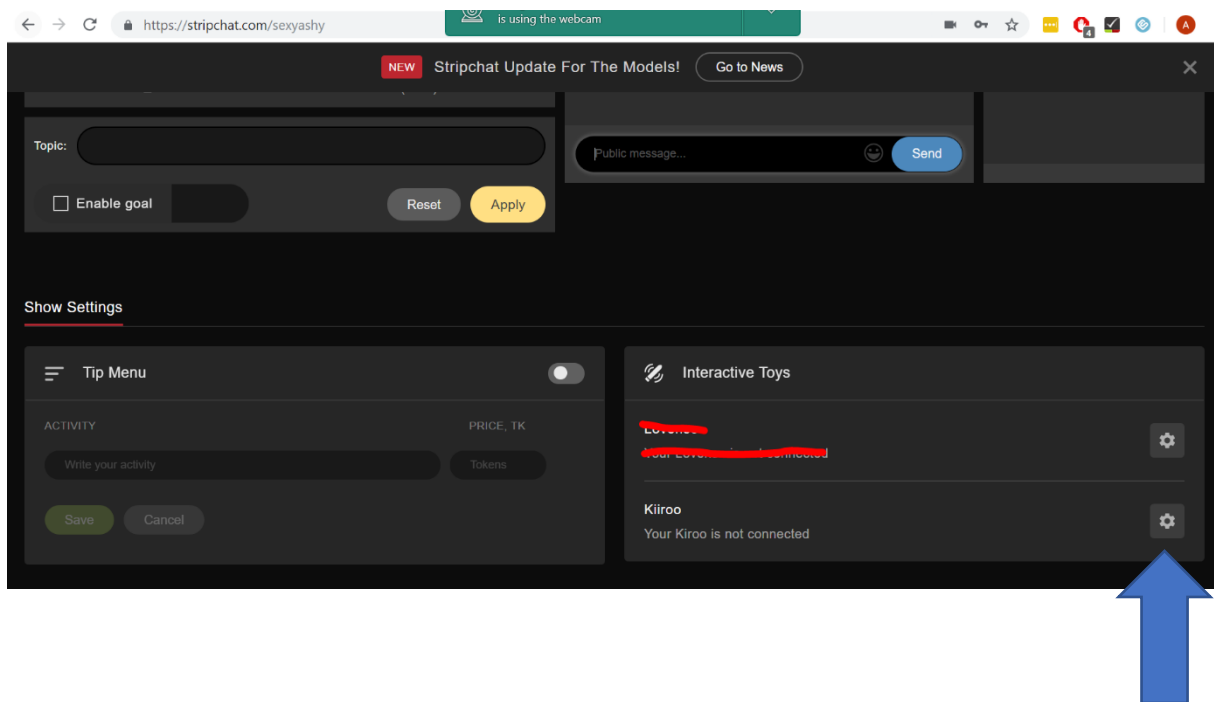 https://stripchat.com/sexyashy
is using the webcam
4
A
NEW Stripchat Update For The Models! Go to News
Topic:
Public message...
Send
Enable goal
Reset
Apply
Show Settings
Tip Menu
ACTIVITY
PRICE, TK
Write your activity
Tokens
Save
Cancel
Interactive Toys
connected
Kiiroo
Your Kiroo is not connected